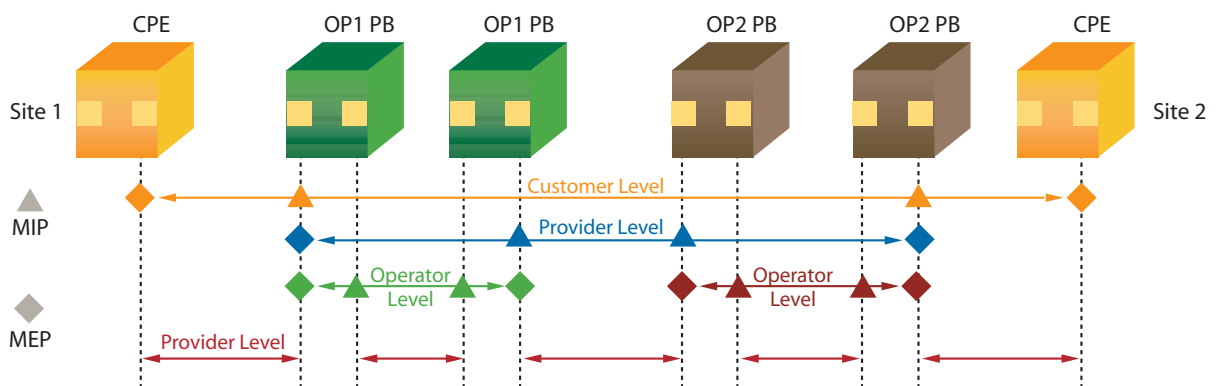 CPE
OP1 PB
OP1 PB
OP2 PB
OP2 PB
CPE
Site 1
Site 2
Customer Level
MIP
Provider Level
Operator
Level
Operator
Level
MEP
Provider Level